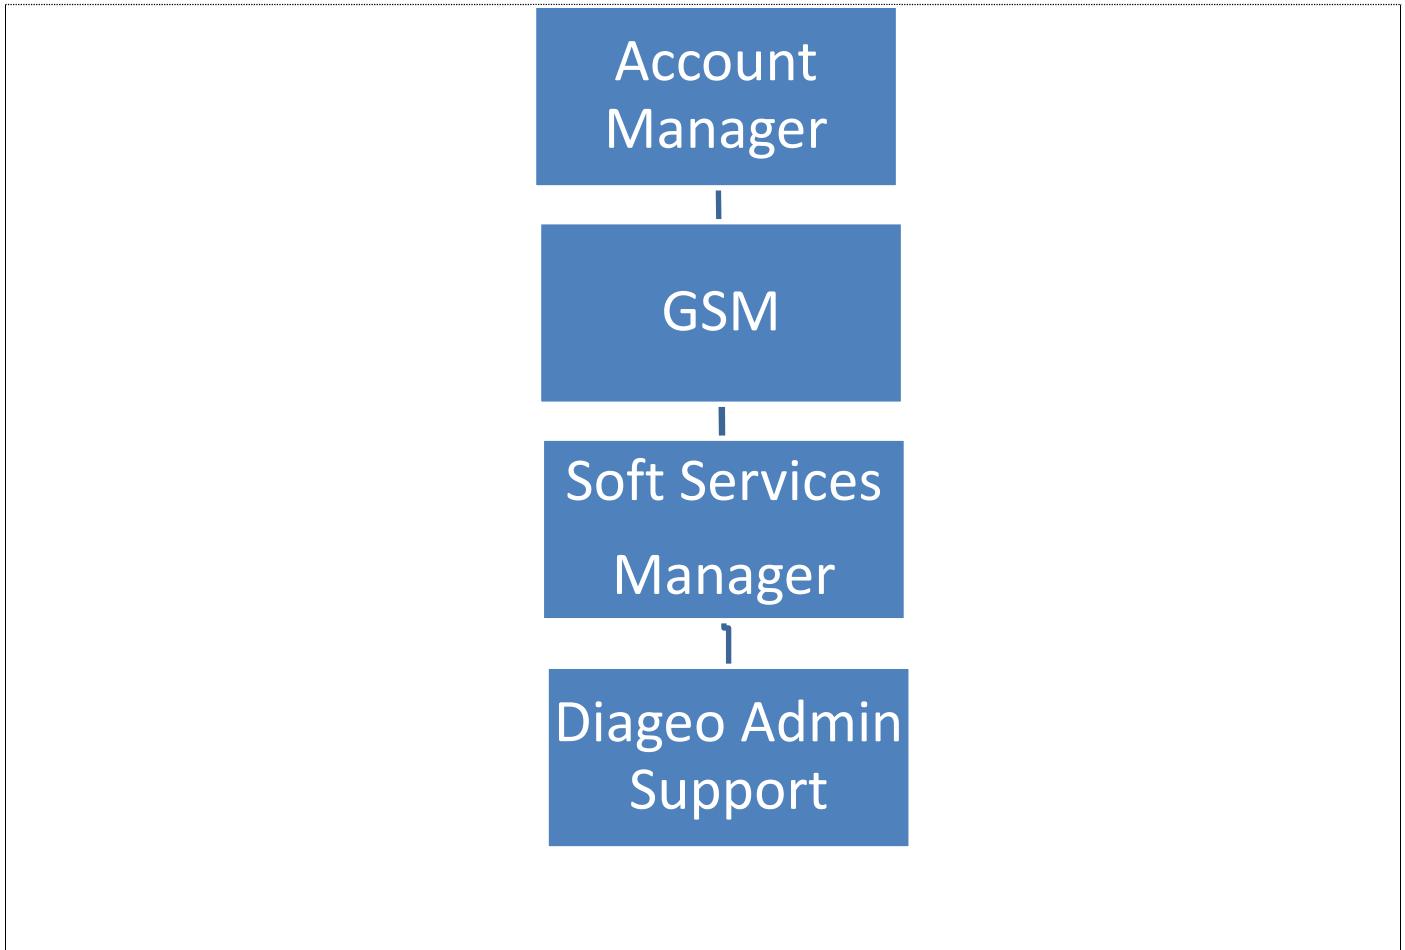 Account
Manager
GSM
Soft Services
Manager
Diageo Admin
Support